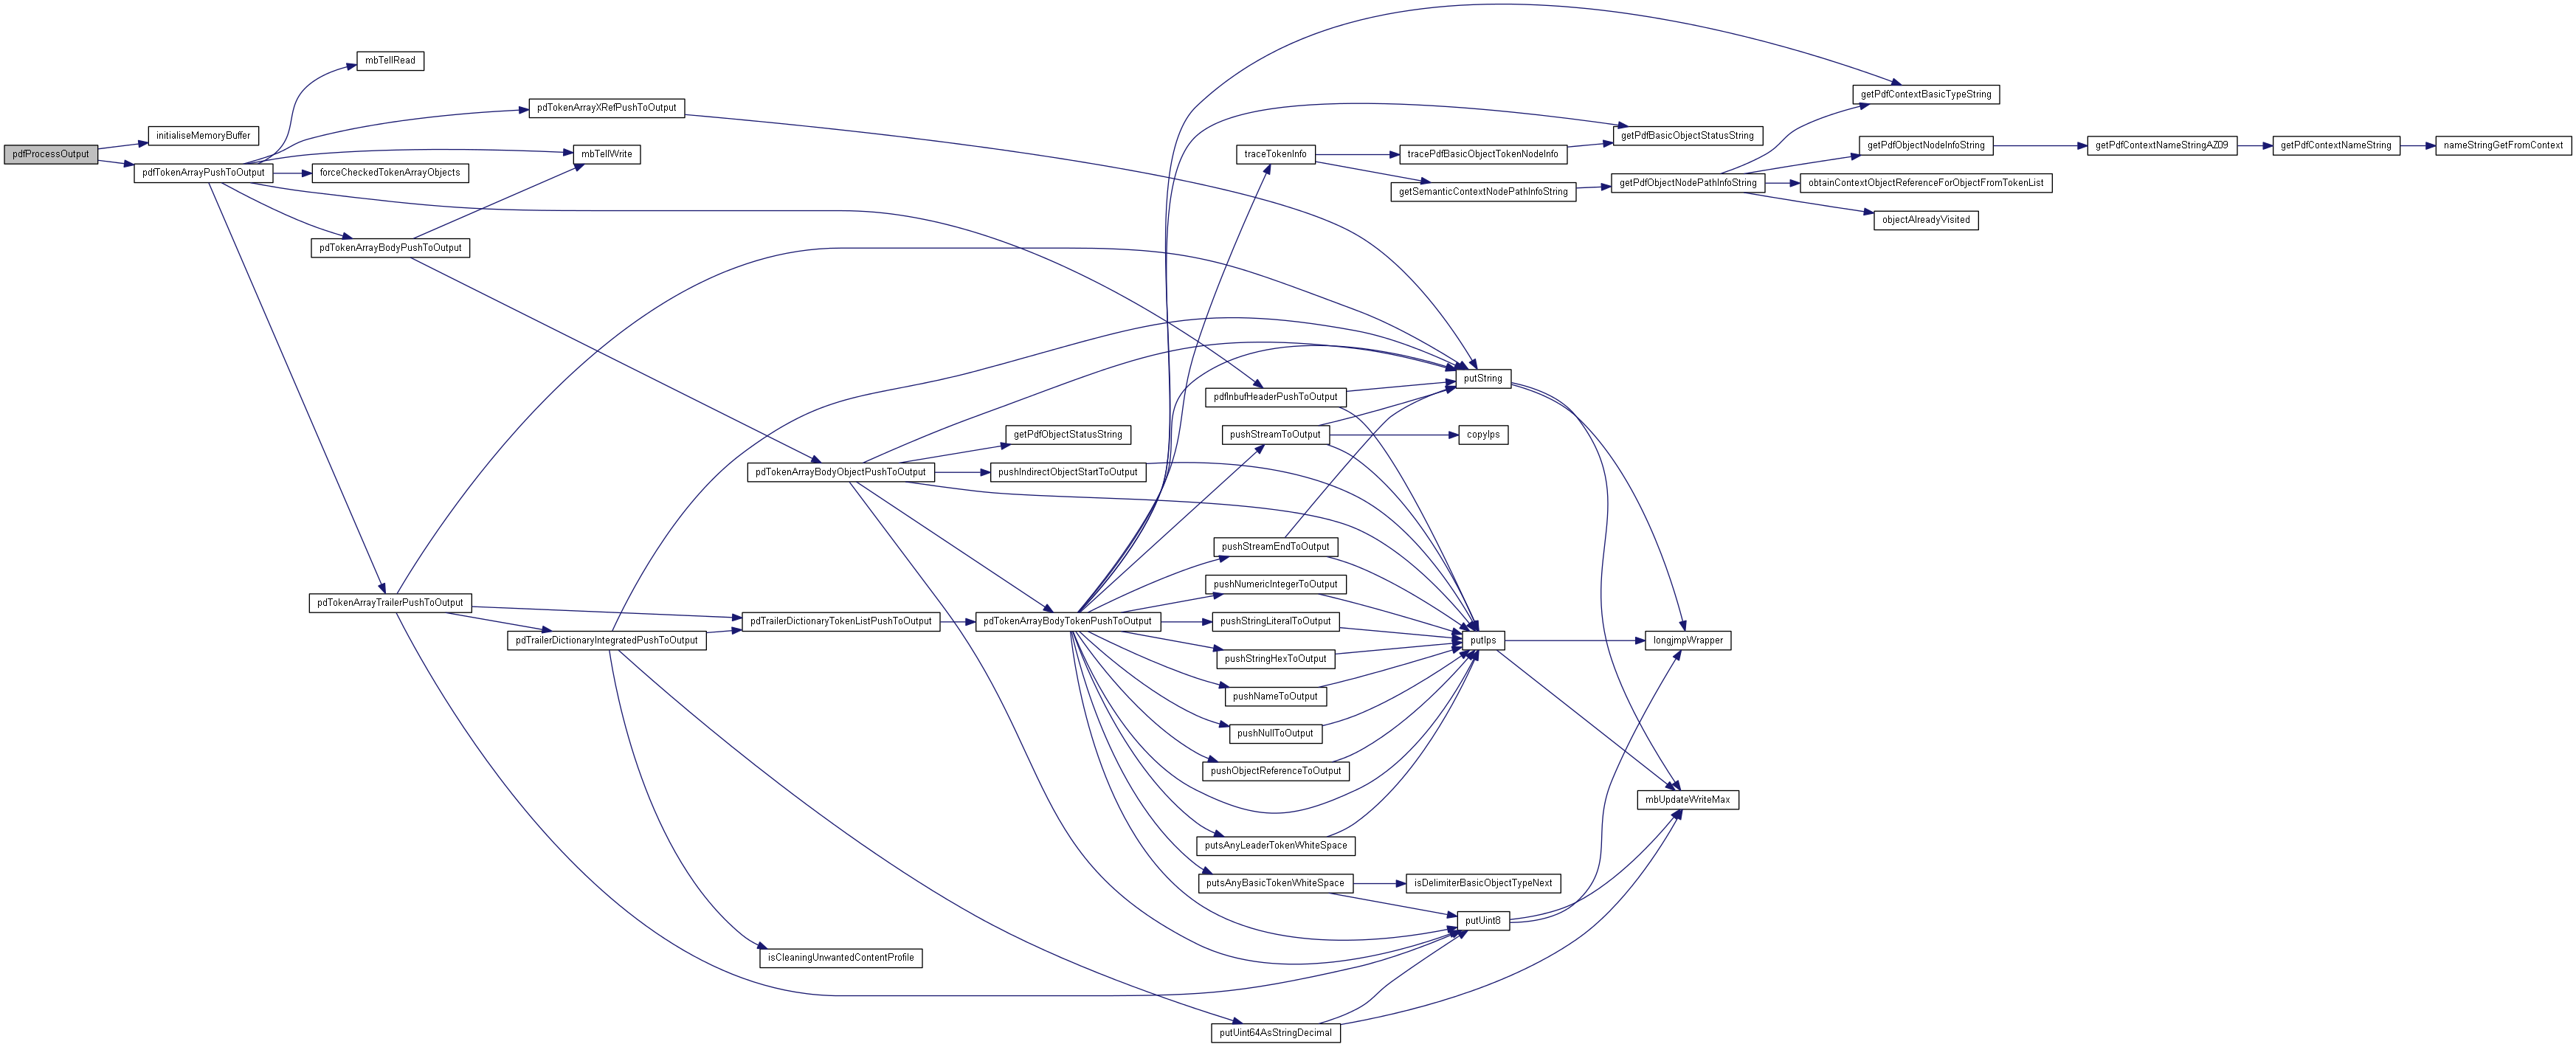 pdfProcessOutput
initialiseMemoryBuffer
pdfTokenArrayPushToOutput
mbTellRead
pdTokenArrayXRefPushToOutput
mbTellWrite
forceCheckedTokenArrayObjects
pdTokenArrayBodyPushToOutput
pdTokenArrayTrailerPushToOutput
pdTrailerDictionaryIntegratedPushToOutput
pdTrailerDictionaryTokenListPushToOutput
isCleaningUnwantedContentProfile
pdTokenArrayBodyObjectPushToOutput
getPdfObjectStatusString
pushIndirectObjectStartToOutput
pdTokenArrayBodyTokenPushToOutput
traceTokenInfo
pdfInbufHeaderPushToOutput
pushStreamToOutput
pushStreamEndToOutput
pushNumericIntegerToOutput
pushStringLiteralToOutput
pushStringHexToOutput
pushNameToOutput
pushNullToOutput
pushObjectReferenceToOutput
putsAnyLeaderTokenWhiteSpace
putsAnyBasicTokenWhiteSpace
putUint64AsStringDecimal
tracePdfBasicObjectTokenNodeInfo
getSemanticContextNodePathInfoString
putString
copyIps
putIps
isDelimiterBasicObjectTypeNext
putUint8
getPdfBasicObjectStatusString
getPdfObjectNodePathInfoString
longjmpWrapper
mbUpdateWriteMax
getPdfContextBasicTypeString
getPdfObjectNodeInfoString
obtainContextObjectReferenceForObjectFromTokenList
objectAlreadyVisited
getPdfContextNameStringAZ09
getPdfContextNameString
nameStringGetFromContext